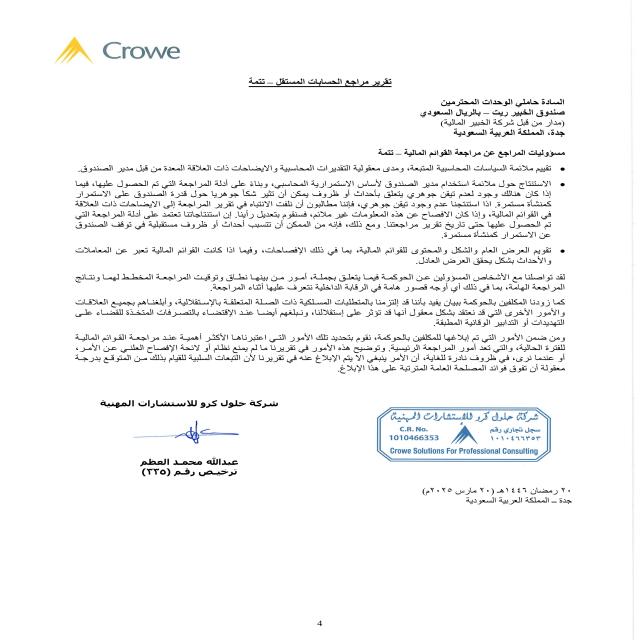 Crowe
تقرير مراجع الحسابات المستقل – تتمة
السادة حاملي الوحدات المحترمين
صندوق الخبير ريت – بالريال السعودي
(مدار من قبل شركة الخبير المالية)
جدة، المملكة العربية السعودية
مسؤوليات المراجع عن مراجعة القوائم المالية – تتمة
• تقييم ملائمة السياسات المحاسبية المتبعة، ومدى معقولية التقديرات المحاسبية والايضاحات ذات العلاقة المعدة من قبل مدير الصندوق.
• الاستنتاج حول ملائمة استخدام مدير الصندوق لأساس الاستمرارية المحاسبي، وبناءً على أدلة المراجعة التي تم الحصول عليها، فيما
إذا كان هنالك وجود لعدم تيقن جوهري يتعلق بأحداث أو ظروف يمكن أن تثير شكاً جوهريا حول قدرة الصندوق على الاستمرار
كمنشأة مستمرة. اذا استنتجنا عدم وجود تيقن جوهري، فإننا مطالبون أن نلفت الانتباه في تقرير المراجعة إلى الايضاحات ذات العلاقة
في القوائم المالية، وإذا كان الافصاح عن هذه المعلومات غير ملائم، فسنقوم بتعديل رأينا. إن استنتاجاتنا تعتمد على أدلة المراجعة التي
تم الحصول عليها حتى تاريخ تقرير مراجعتنا. ومع ذلك، فإنه من الممكن أن تتسبب أحداث أو ظروف مستقبلية في توقف الصندوق
عن الاستمرار كمنشأة مستمرة.
• تقويم العرض العام والشكل والمحتوى للقوائم المالية، بما في ذلك الإفصاحات، وفيما اذا كانت القوائم المالية تعبر عن المعاملات
والأحداث بشكل يحقق العرض العادل.
لقد تواصلنا مع الأشخاص المسؤولين عن الحوكمة فيما يتعلق بجملة، أمور من بينها نطاق وتوقيت المراجعة المخطط لهما ونتائج
المراجعة الهامة، بما في ذلك أي أوجه قصور هامة في الرقابة الداخلية نتعرف عليها أثناء المراجعة.
كما زودنا المكلفين بالحوكمة ببيان يفيد بأننا قد إلتزمنا بالمتطلبات المسلكية ذات الصلة المتعلقة بالإستقلالية، وأبلغناهم بجميع العلاقات
والأمور الأخرى التي قد نعتقد بشكل معقول أنها قد تؤثر على إستقلالنا، ونبلغهم أيضا عند الإقتضاء بالتصرفات المتخذة للقضاء على
التهديدات أو التدابير الوقائية المطبقة.
ومن ضمن الأمور التي تم إبلاغها للمكلفين بالحوكمة، نقوم بتحديد تلك الأمور التي اعتبرناها الأكثر أهمية عند مراجعة القوائم المالية
للفترة الحالية، والتي تعد أمور المراجعة الرئيسية. ونوضح هذه الأمور في تقريرنا ما لم يمنع نظام أو لائحة الإفصاح العلني عن الأمر،
أو عندما نرى، في ظروف نادرة للغاية، أن الأمر ينبغي الا يتم الإبلاغ عنه في تقريرنا لأن التبعات السلبية للقيام بذلك من المتوقع بدرجة
معقولة أن تفوق فوائد المصلحة العامة المترتبة على هذا الإبلاغ.
شركة حلول كرو للاستشارات المهنية
عبدالله محمد العظم
ترخيص رقم (٣٣٥)
شركة حلول كرو للإستشارات المهنية
C.R. No.
سجل تجاري رقم
1010466353
١٠١٠٤٦٦٣٥٣
Crowe Solutions For Professional Consulting
٢٠ رمضان ١٤٤٦هـ (٢٠ مارس ٢٠٢٥م)
جدة – المملكة العربية السعودية
4